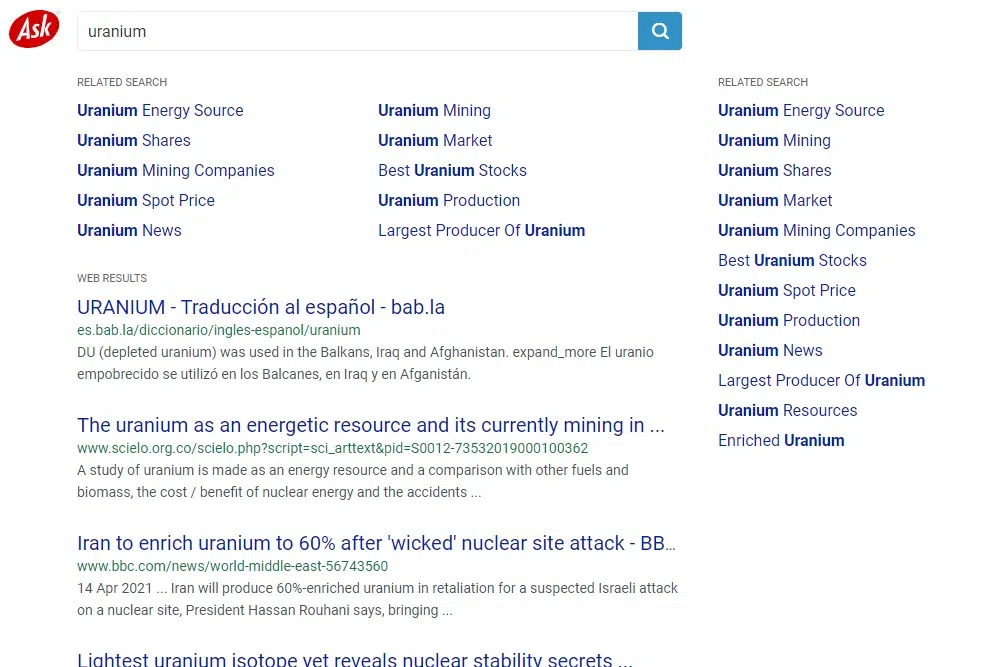 Ask
uranium
RELATED SEARCH
Uranium Energy Source
Uranium Shares
Uranium Mining Companies
Uranium Spot Price
Uranium News
Uranium Mining
Uranium Market
Best Uranium Stocks
Uranium Production
Largest Producer Of Uranium
WEB RESULTS
URANIUM - Traducción al español - bab.la
es.bab.la/diccionario/ingles-espanol/uranium
DU (depleted uranium) was used in the Balkans, Iraq and Afghanistan. expand_more El uranio
empobrecido se utilizó en los Balcanes, en Iraq y en Afganistán.
The uranium as an energetic resource and its currently mining in ...
www.scielo.org.co/scielo.php?script=sci_arttext&pid=S0012-73532019000100362
A study of uranium is made as an energy resource and a comparison with other fuels and
biomass, the cost / benefit of nuclear energy and the accidents ...
Iran to enrich uranium to 60% after 'wicked' nuclear site attack - BB...
www.bbc.com/news/world-middle-east-56743560
14 Apr 2021 ... Iran will produce 60%-enriched uranium in retaliation for a suspected Israeli attack
on a nuclear site, President Hassan Rouhani says, bringing ...
Lightest uranium isotope yet reveals nuclear stability secrets ...
RELATED SEARCH
Uranium Energy Source
Uranium Mining
Uranium Shares
Uranium Market
Uranium Mining Companies
Best Uranium Stocks
Uranium Spot Price
Uranium Production
Uranium News
Largest Producer Of Uranium
Uranium Resources
Enriched Uranium